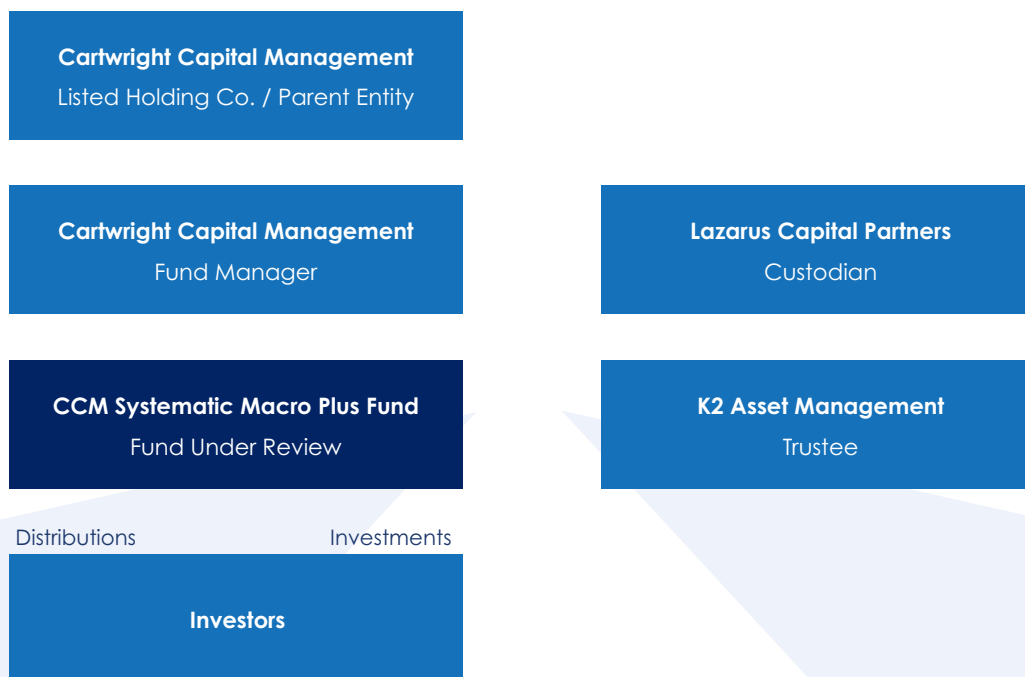 Cartwright Capital Management
Listed Holding Co. / Parent Entity
Cartwright Capital Management
Fund Manager
Lazarus Capital Partners
Custodian
CCM Systematic Macro Plus Fund
Fund Under Review
K2 Asset Management
Trustee
Distributions
Investments
Investors